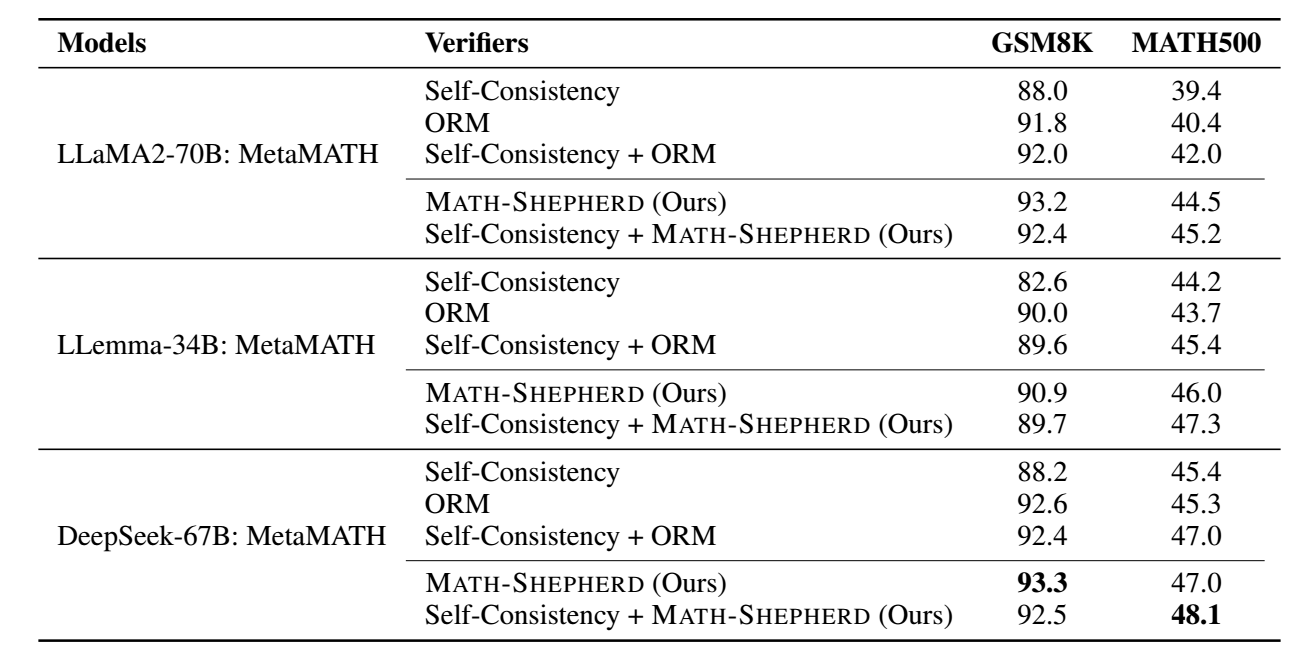 Models Verifiers GSM8K MATH500
Self-Consistency 88.0 39.4
ORM 91.8 40.4
LLaMA2-70B: MetaMATH Self-Consistency + ORM 92.0 42.0
MATH-SHEPHERD (Ours) 93.2 44.5
Self-Consistency + MATH-SHEPHERD (Ours) 92.4 45.2
Self-Consistency 82.6 44.2
ORM 90.0 43.7
LLemma-34B: MetaMATH Self-Consistency + ORM 89.6 45.4
MATH-SHEPHERD (Ours) 90.9 46.0
Self-Consistency + MATH-SHEPHERD (Ours) 89.7 47.3
Self-Consistency 88.2 45.4
ORM 92.6 45.3
DeepSeek-67B: MetaMATH Self-Consistency + ORM 92.4 47.0
MATH-SHEPHERD (Ours) 93.3 47.0
Self-Consistency + MATH-SHEPHERD (Ours) 92.5 48.1